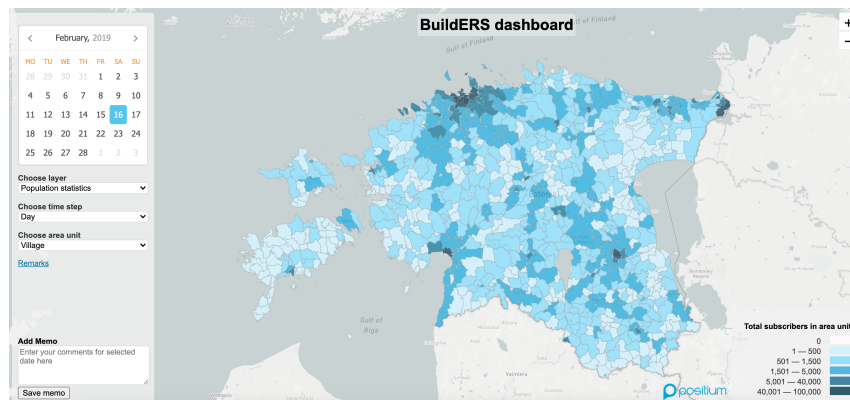 BuildERS dashboard
February, 2019
MO TU WE TH FR SA SU
28 29 30 31 1 2 3
4 5 6 7 8 9 10
11 12 13 14 15 16 17
18 19 20 21 22 23 24
25 26 27 28 1 2 3
Choose layer
Population statistics
Choose time step
Day
Choose area unit
Village
Remarks
Add Memo
Enter your comments for selected
date here
Save memo
Gulf of Finland
Gulf of Finland
Gulf of
Riga
Valmiera
Total subscribers in area unit
0
1 — 500
501 — 1,500
1,501 — 5,000
5,001 — 40,000
40,001 — 100,000
positium
+
−